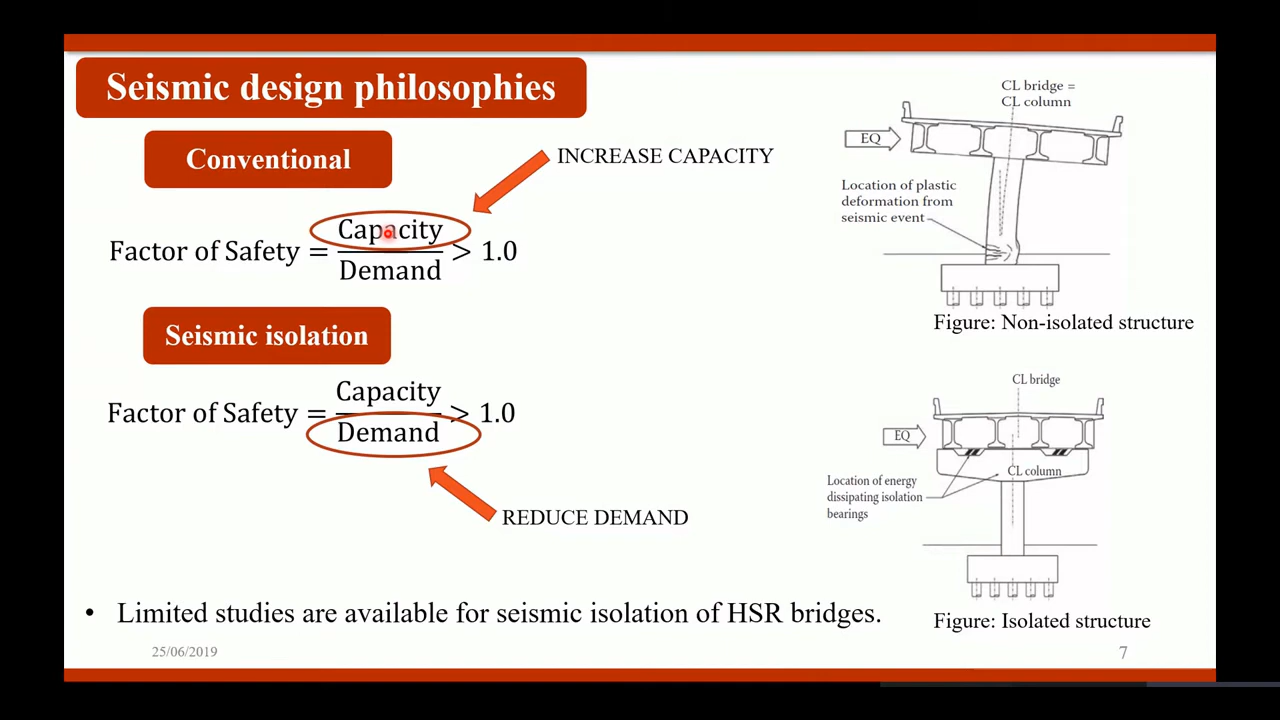 Seismic design philosophies
Conventional
INCREASE CAPACITY
Factor of Safety = Capacity / Demand > 1.0
Seismic isolation
Factor of Safety = Capacity / Demand > 1.0
REDUCE DEMAND
CL bridge =
CL column
EQ
Location of plastic
deformation from
seismic event
Figure: Non-isolated structure
CL bridge
EQ
CL column
Location of energy
dissipating isolation
bearings
Figure: Isolated structure
• Limited studies are available for seismic isolation of HSR bridges.
25/06/2019
7